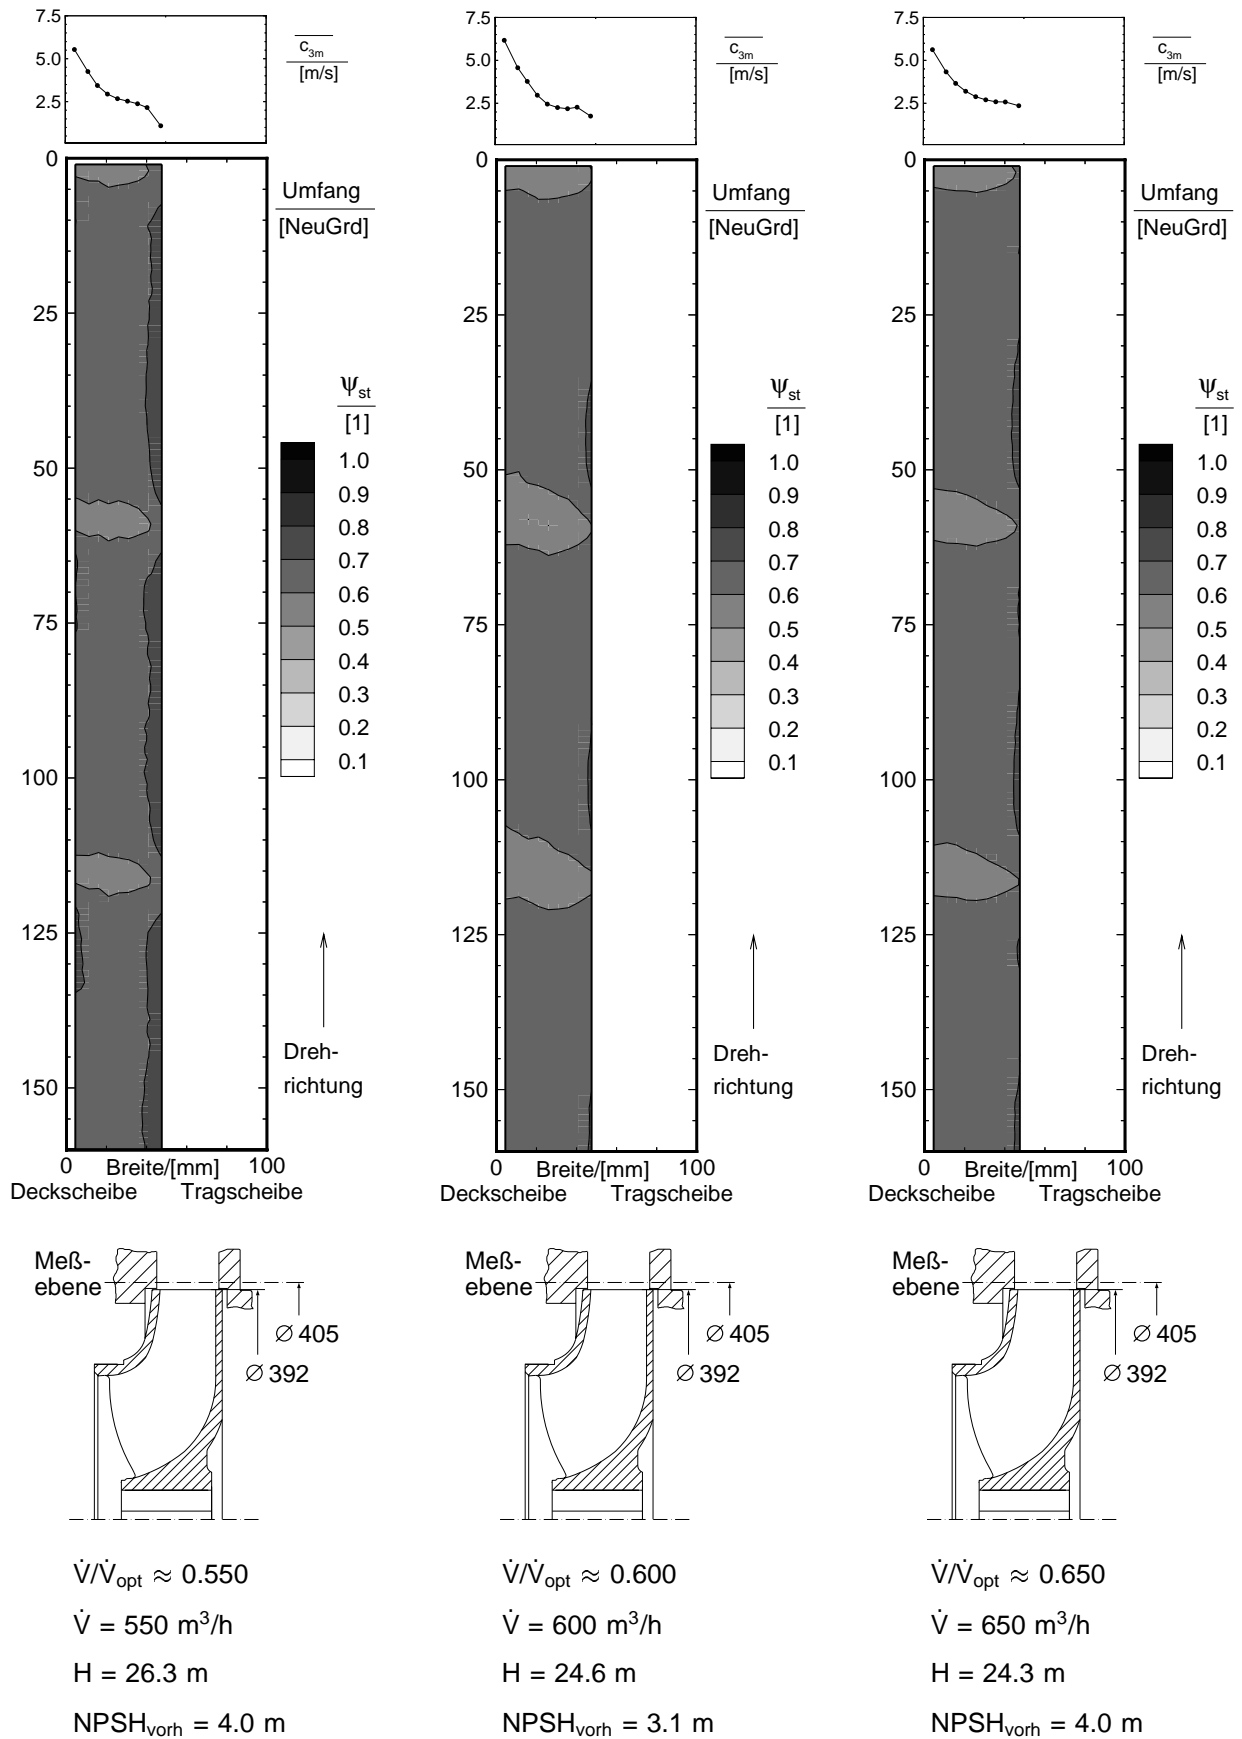 7.5
5.0
2.5
c3m
[m/s]
0
25
50
75
100
125
150
Umfang
[NeuGrd]
Ψst
[1]
1.0
0.9
0.8
0.7
0.6
0.5
0.4
0.3
0.2
0.1
Dreh-
richtung
0 Breite/[mm] 100
Deckscheibe Tragscheibe
Meß-
ebene
∅ 405
∅ 392
V̇/V̇opt ≈ 0.550
V̇ = 550 m³/h
H = 26.3 m
NPSHvorh = 4.0 m
7.5
5.0
2.5
c3m
[m/s]
0
25
50
75
100
125
150
Umfang
[NeuGrd]
Ψst
[1]
1.0
0.9
0.8
0.7
0.6
0.5
0.4
0.3
0.2
0.1
Dreh-
richtung
0 Breite/[mm] 100
Deckscheibe Tragscheibe
Meß-
ebene
∅ 405
∅ 392
V̇/V̇opt ≈ 0.600
V̇ = 600 m³/h
H = 24.6 m
NPSHvorh = 3.1 m
7.5
5.0
2.5
c3m
[m/s]
0
25
50
75
100
125
150
Umfang
[NeuGrd]
Ψst
[1]
1.0
0.9
0.8
0.7
0.6
0.5
0.4
0.3
0.2
0.1
Dreh-
richtung
0 Breite/[mm] 100
Deckscheibe Tragscheibe
Meß-
ebene
∅ 405
∅ 392
V̇/V̇opt ≈ 0.650
V̇ = 650 m³/h
H = 24.3 m
NPSHvorh = 4.0 m